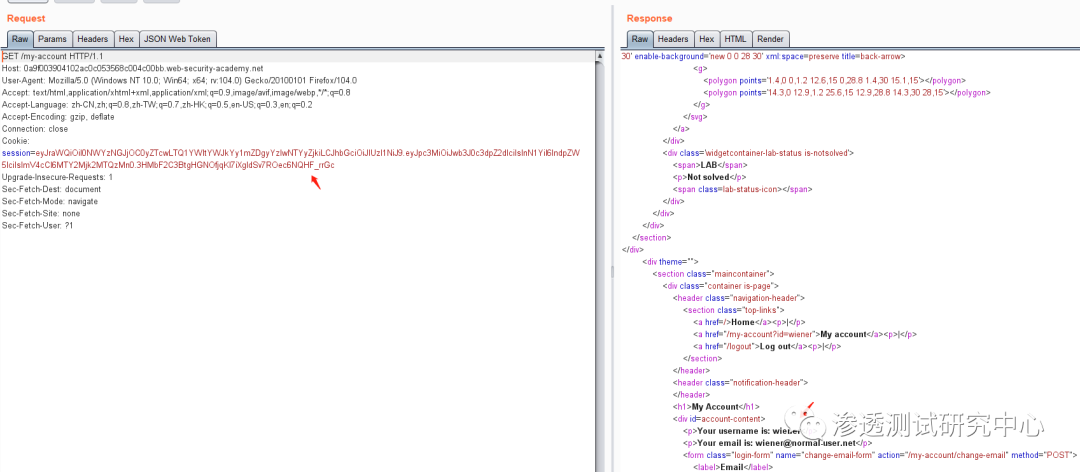 Request
Raw Params Headers Hex JSON Web Token
GET /my-account HTTP/1.1
Host: 0a9f003904102ac0c053568c004c00bb.web-security-academy.net
User-Agent: Mozilla/5.0 (Windows NT 10.0; Win64; x64; rv:104.0) Gecko/20100101 Firefox/104.0
Accept: text/html,application/xhtml+xml,application/xml;q=0.9,image/avif,image/webp,*/*;q=0.8
Accept-Language: zh-CN,zh;q=0.8,zh-TW;q=0.7,zh-HK;q=0.5,en-US;q=0.3,en;q=0.2
Accept-Encoding: gzip, deflate
Connection: close
Cookie:
Upgrade-Insecure-Requests: 1
Sec-Fetch-Dest: document
Sec-Fetch-Mode: navigate
Sec-Fetch-Site: none
Sec-Fetch-User: ?1
Response
Raw Headers Hex HTML Render
30' enable-background='new 0 0 28 30' xml:space=preserve title=back-arrow>
<g>
<polygon points='1.4,0 0,1.2 12.6,15 0,28.8 1.4,30 15.1,15'></polygon>
<polygon points='14.3,0 12.9,1.2 25.6,15 12.9,28.8 14.3,30 28,15'></polygon>
</g>
</svg>
</a>
</div>
<div class='widgetcontainer-lab-status is-notsolved'>
<span>LAB</span>
<p>Not solved</p>
<span class=lab-status-icon></span>
</div>
</div>
</div>
</section>
</div>
<div theme="">
<section class="maincontainer">
<div class="container is-page">
<header class="navigation-header">
<section class="top-links">
<a href=/>Home</a><p>|</p>
<a href="/my-account?id=wiener">My account</a><p>|</p>
<a href="/logout">Log out</a><p>|</p>
</section>
</header>
<header class="notification-header">
</header>
<h1>My Account</h1>
<div id=account-content>
<p>Your username is: wiener
<p>Your email is: wiener@normal-user.net</p>
<form class="login-form" name="change-email-form" action="/my-account/change-email" method="POST">
<label>Email</label>
渗透测试研究中心